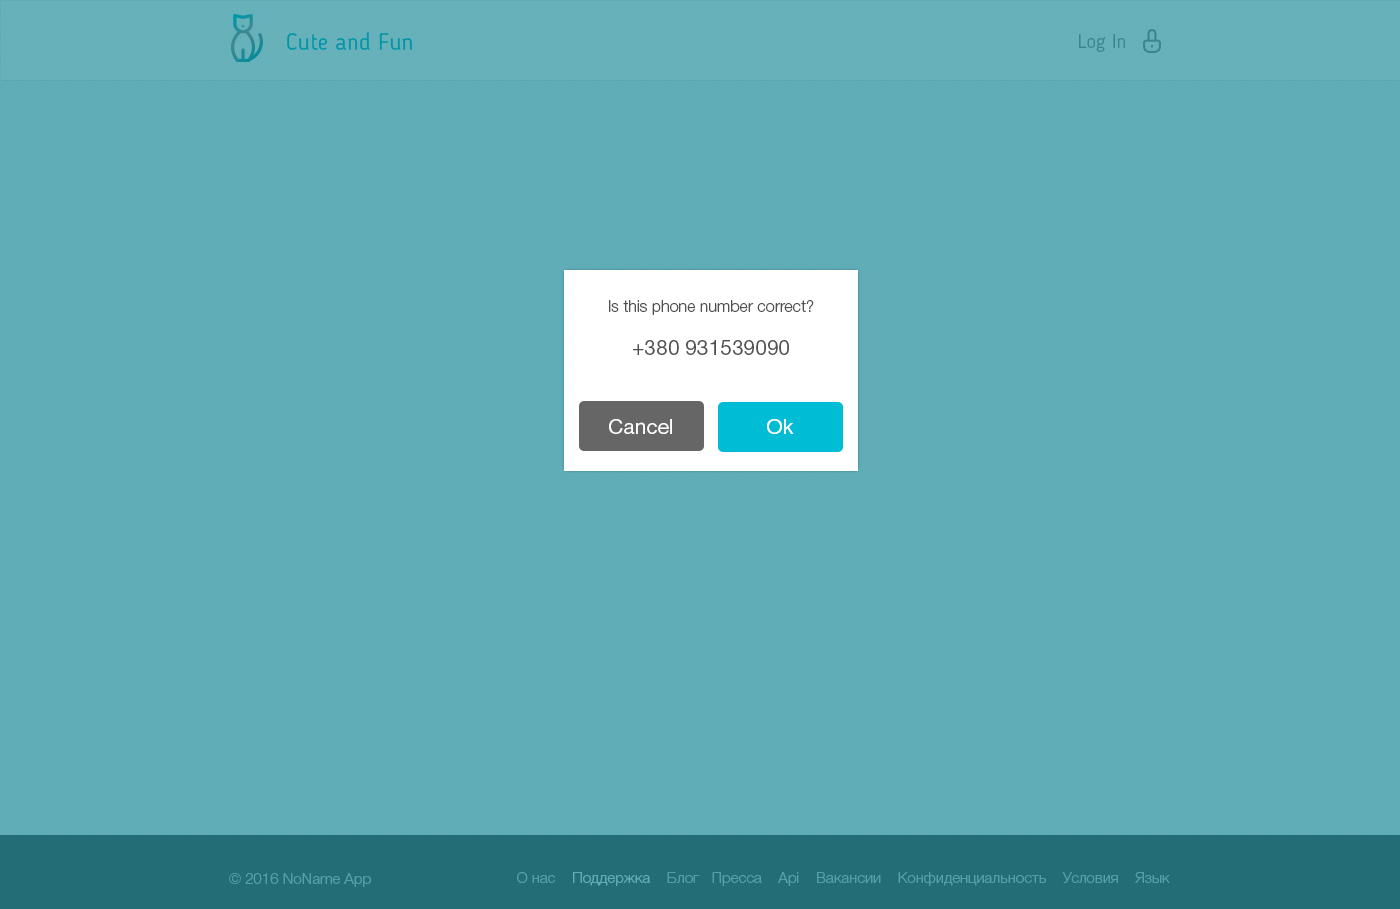 Cute and Fun
Log In
Is this phone number correct?
+380 931539090
Cancel Ok
© 2016 NoName App О нас Поддержка Блог Пресса Api Вакансии Конфиденциальность Условия Язык